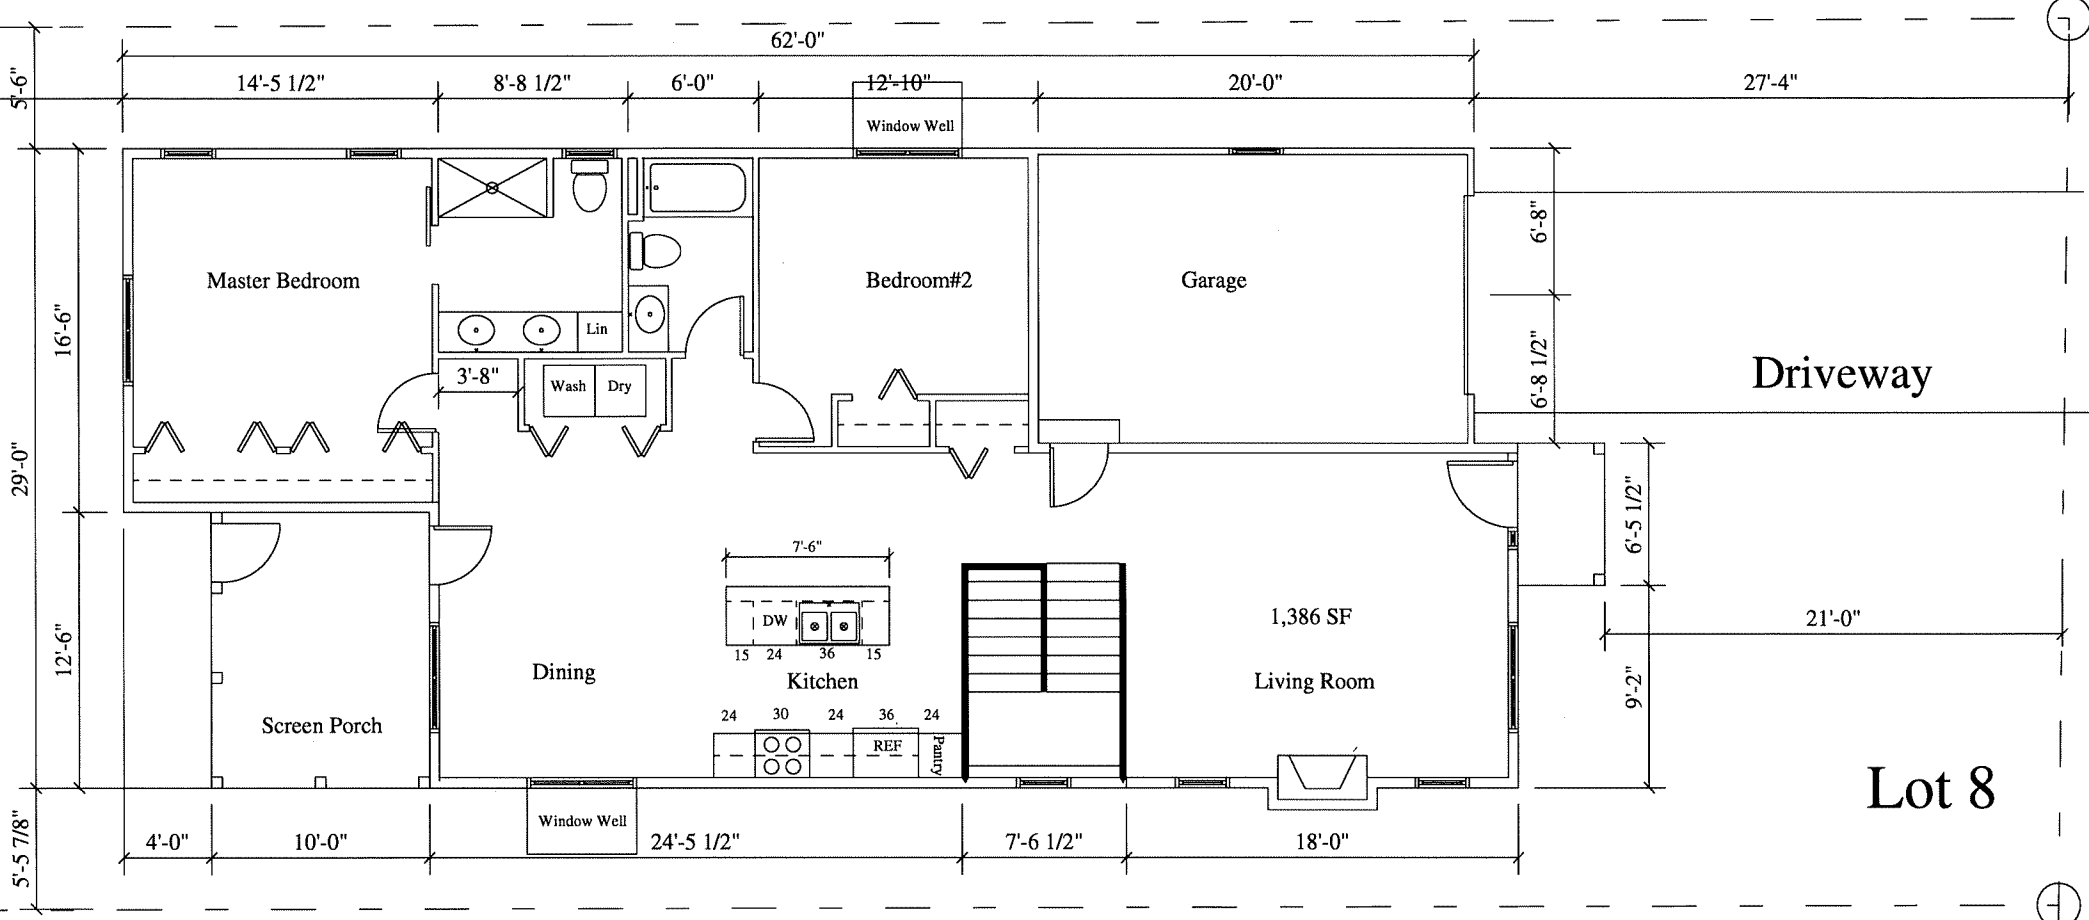 62'-0"
5'-6"
14'-5 1/2"
8'-8 1/2"
6'-0"
12'-10"
20'-0"
27'-4"
Window Well
6'-8"
Master Bedroom
Bedroom#2
Garage
16'-6"
Lin
6'-8 1/2"
Driveway
3'-8"
Wash
Dry
29'-0"
6'-5 1/2"
7'-6"
12'-6"
DW
1,386 SF
21'-0"
15
24
36
15
Dining
Kitchen
Living Room
9'-2"
24
30
24
36
24
Screen Porch
REF
Pantry
Lot 8
Window Well
5'-5 7/8"
4'-0"
10'-0"
24'-5 1/2"
7'-6 1/2"
18'-0"